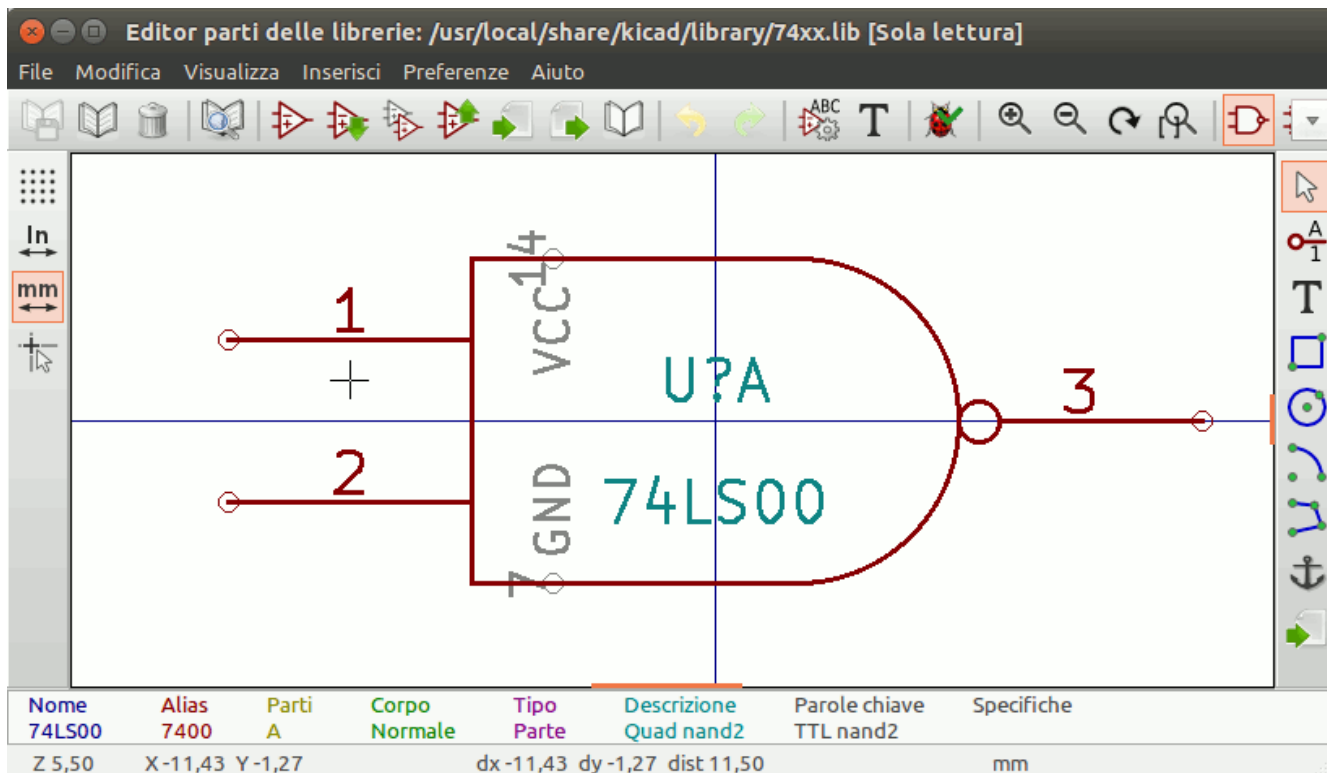 Editor parti delle librerie: /usr/local/share/kicad/library/74xx.lib [Sola lettura]
File Modifica Visualizza Inserisci Preferenze Aiuto
ABC
T
In
mm
A
1
T
14
VCC
1
U?A
3
2
GND
74LS00
7
Nome Alias Parti Corpo Tipo Descrizione Parole chiave Specifiche
74LS00 7400 A Normale Parte Quad nand2 TTL nand2
Z 5,50 X -11,43 Y -1,27 dx -11,43 dy -1,27 dist 11,50 mm